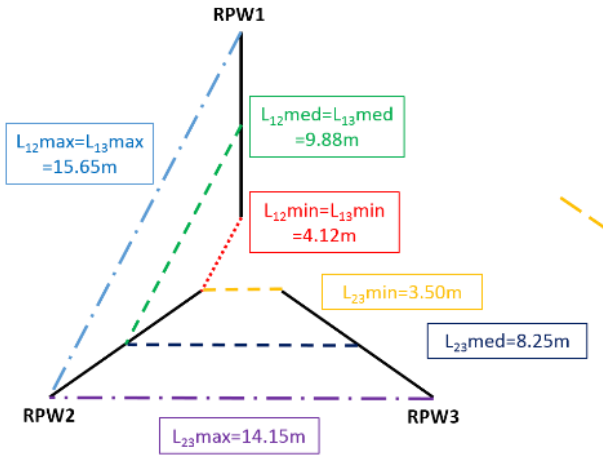 RPW1
L₁₂med=L₁₃med
=9.88m
L₁₂max=L₁₃max
=15.65m
L₁₂min=L₁₃min
=4.12m
L₂₃min=3.50m
L₂₃med=8.25m
RPW2
RPW3
L₂₃max=14.15m